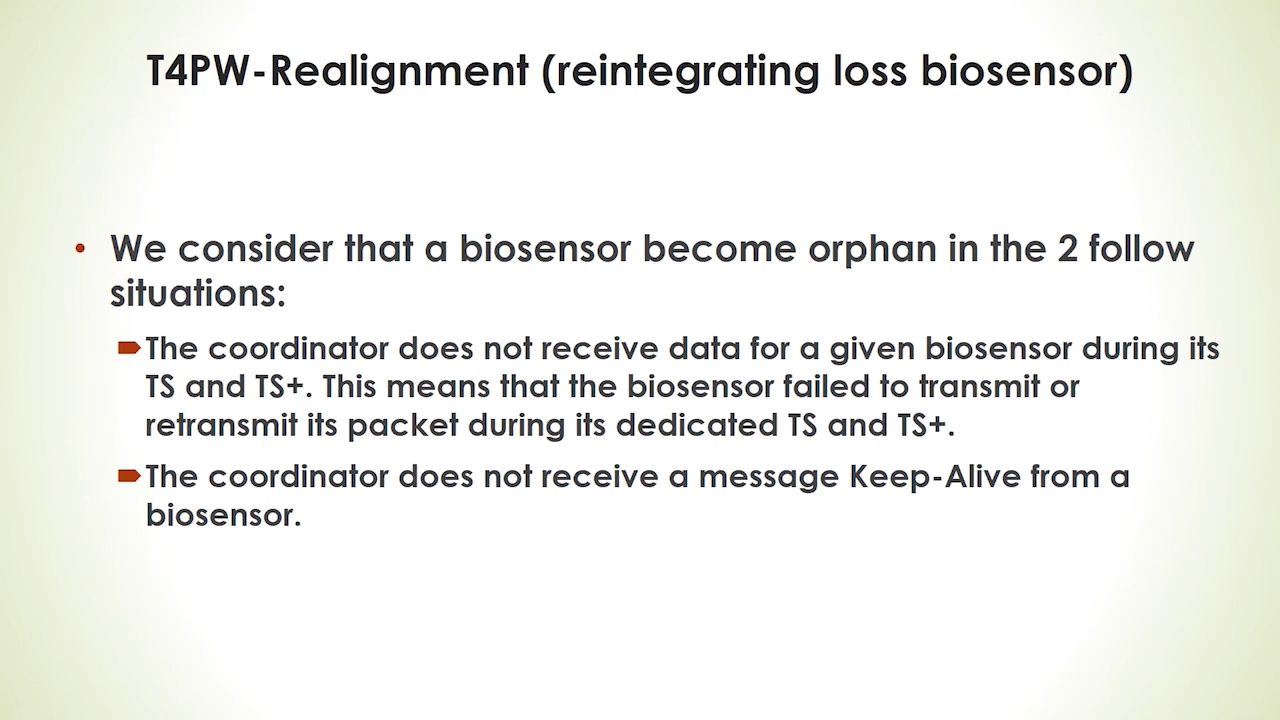 T4PW-Realignment (reintegrating loss biosensor)
• We consider that a biosensor become orphan in the 2 follow
situations:
The coordinator does not receive data for a given biosensor during its
TS and TS+. This means that the biosensor failed to transmit or
retransmit its packet during its dedicated TS and TS+.
The coordinator does not receive a message Keep-Alive from a
biosensor.